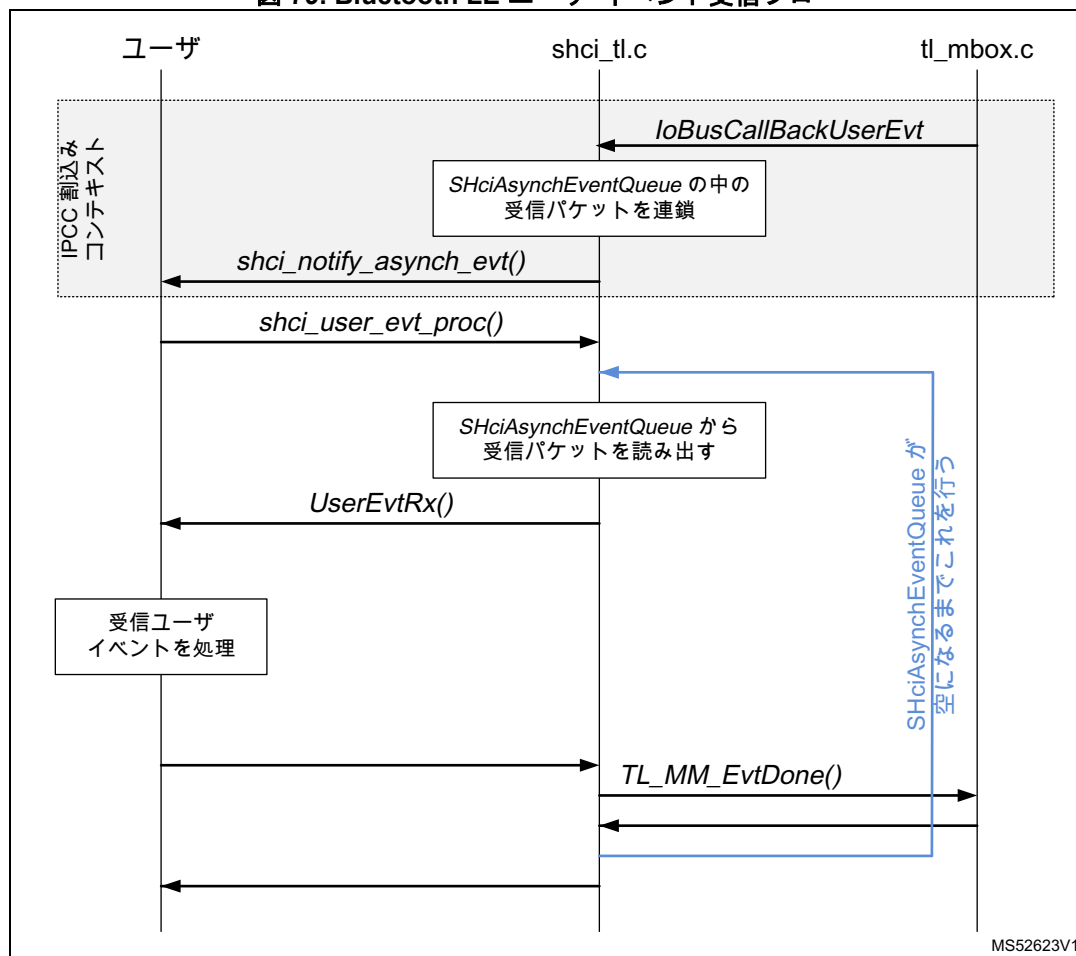 ユーザ
shci_tl.c
tl_mbox.c
IPCC 割込み
コンテキスト
IoBusCallBackUserEvt
SHciAsynchEventQueue の中の
受信パケットを連鎖
shci_notify_asynch_evt()
shci_user_evt_proc()
SHciAsynchEventQueue から
受信パケットを読み出す
UserEvtRx()
SHciAsynchEventQueue が
空になるまでこれを行う
受信ユーザ
イベントを処理
TL_MM_EvtDone()
MS52623V1